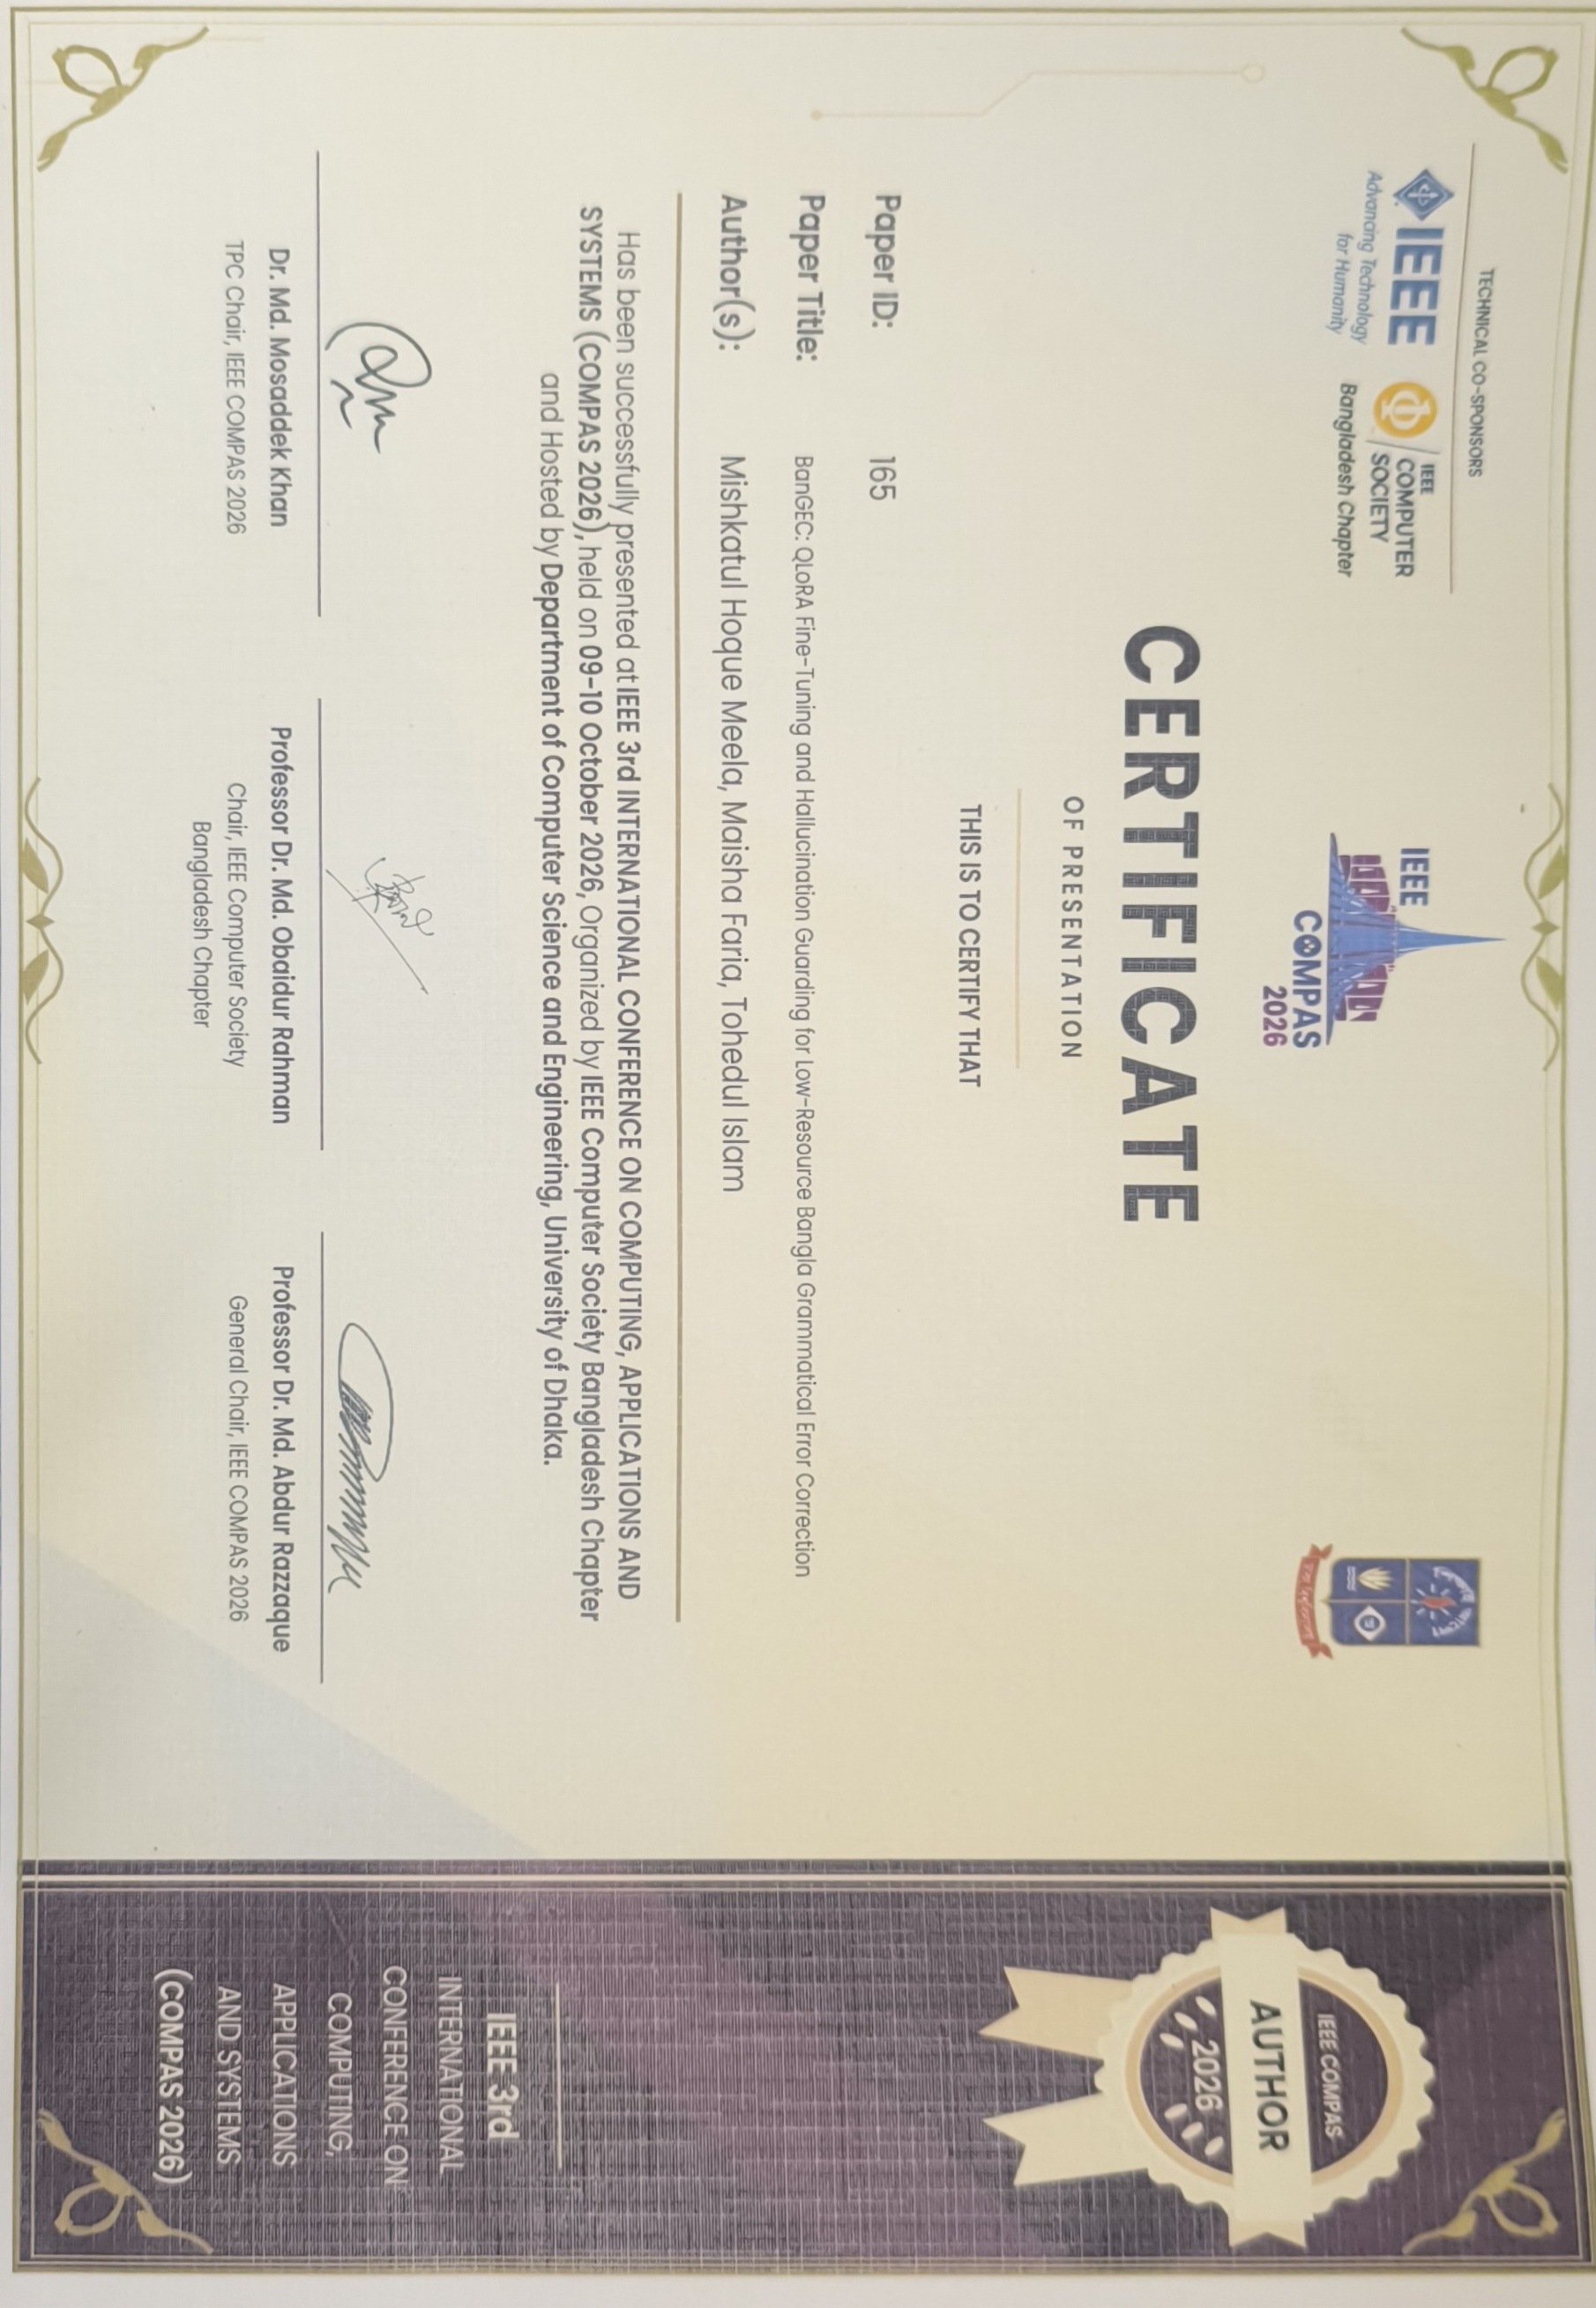 TECHNICAL CO-SPONSORS
IEEE
Advancing Technology
for Humanity
IEEE
COMPUTER
SOCIETY
Bangladesh Chapter
IEEE
COMPAS
2026
শিক্ষাই আলো
IEEE COMPAS
AUTHOR
2026
CERTIFICATE
OF PRESENTATION
THIS IS TO CERTIFY THAT
Paper ID: 165
Paper Title: BanGEC: QLoRA Fine-Tuning and Hallucination Guarding for Low-Resource Bangla Grammatical Error Correction
Author(s): Mishkatul Hoque Meela, Maisha Faria, Tohedul Islam
Has been successfully presented at IEEE 3rd INTERNATIONAL CONFERENCE ON COMPUTING, APPLICATIONS AND
SYSTEMS (COMPAS 2026), held on 09-10 October 2026, Organized by IEEE Computer Society Bangladesh Chapter
and Hosted by Department of Computer Science and Engineering, University of Dhaka.
Dr. Md. Mosaddek Khan
TPC Chair, IEEE COMPAS 2026
Professor Dr. Md. Obaidur Rahman
Chair, IEEE Computer Society
Bangladesh Chapter
Professor Dr. Md. Abdur Razzaque
General Chair, IEEE COMPAS 2026
IEEE 3rd
INTERNATIONAL
CONFERENCE ON
COMPUTING,
APPLICATIONS
AND SYSTEMS
(COMPAS 2026)